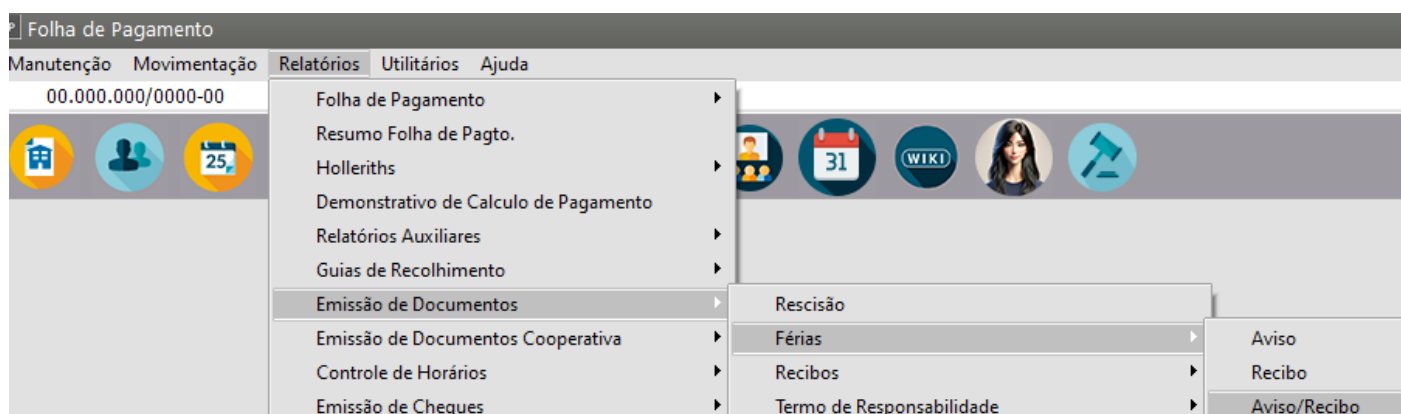 Folha de Pagamento
Manutenção Movimentação Relatórios Utilitários Ajuda
00.000.000/0000-00
25
31
WIKI
Folha de Pagamento
Resumo Folha de Pagto.
Holleriths
Demonstrativo de Calculo de Pagamento
Relatórios Auxiliares
Guias de Recolhimento
Emissão de Documentos
Emissão de Documentos Cooperativa
Controle de Horários
Emissão de Cheques
Rescisão
Férias
Recibos
Termo de Responsabilidade
Aviso
Recibo
Aviso/Recibo